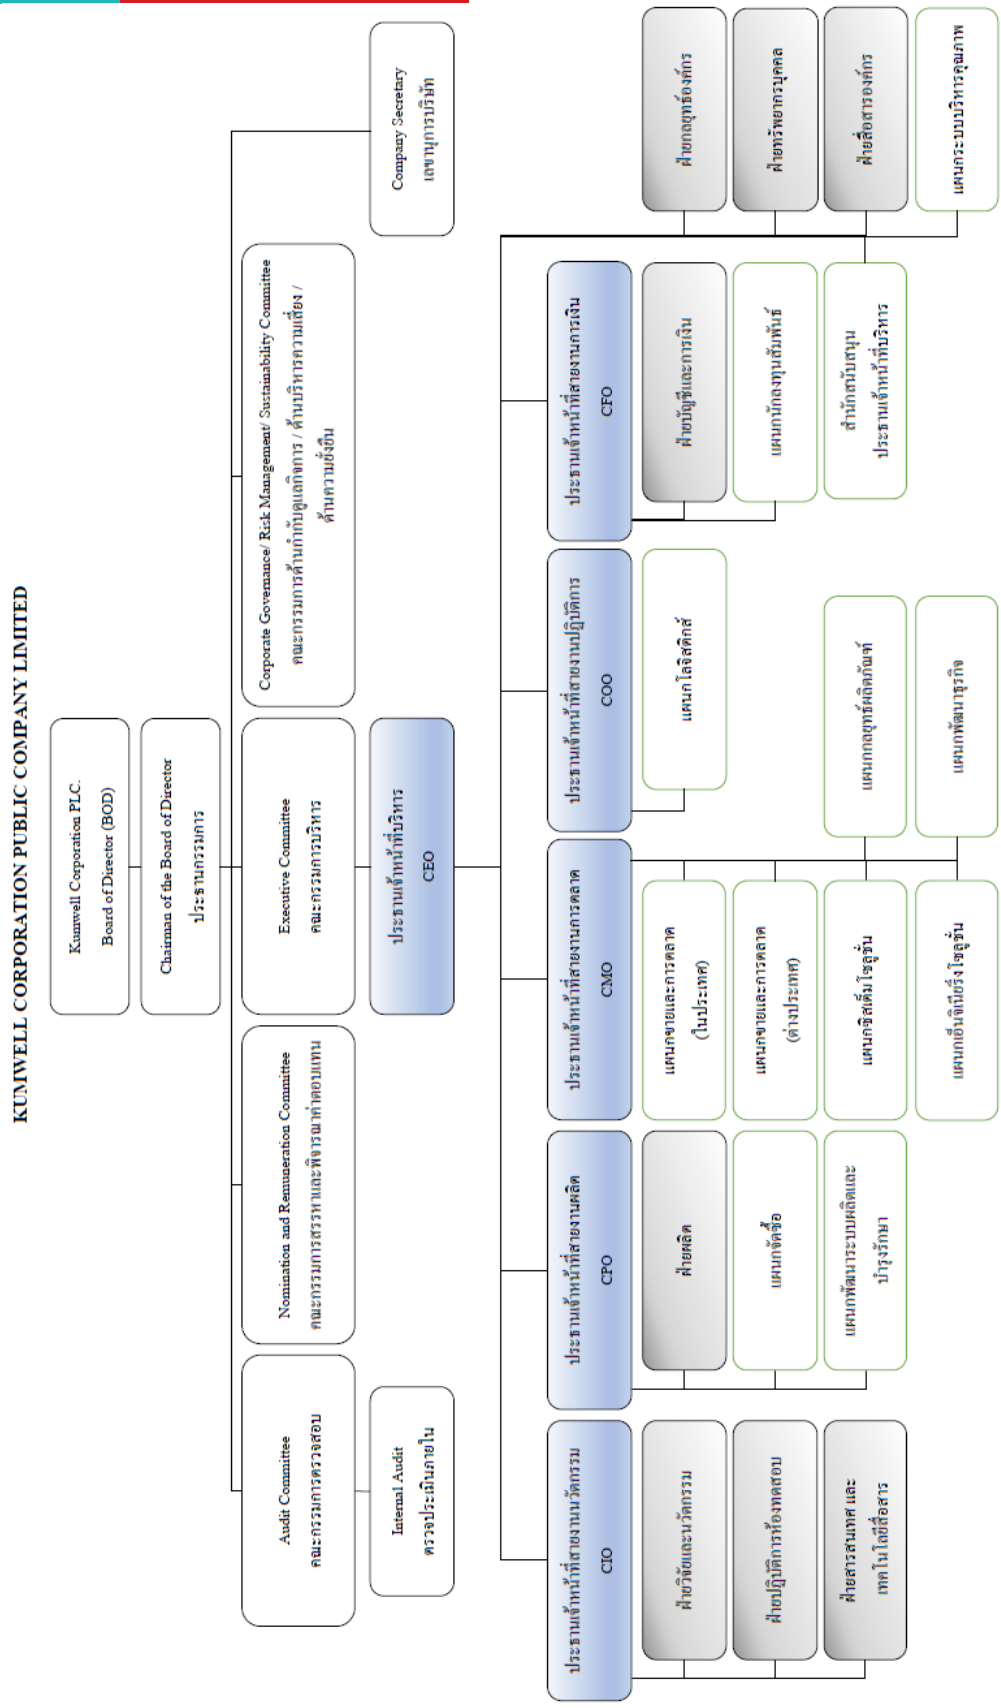 KUMWELL CORPORATION PUBLIC COMPANY LIMITED
Kumwell Corporation PLC.
Board of Director (BOD)
Chairman of the Board of Director
ประธานกรรมการ
Audit Committee
คณะกรรมการตรวจสอบ
Nomination and Remuneration Committee
คณะกรรมการสรรหาและพิจารณาค่าตอบแทน
Executive Committee
คณะกรรมการบริหาร
Corporate Governance/ Risk Management/ Sustainability Committee
คณะกรรมการด้านกำกับดูแลกิจการ / ด้านบริหารความเสี่ยง /
ด้านความยั่งยืน
Internal Audit
ตรวจประเมินภายใน
ประธานเจ้าหน้าที่บริหาร
CEO
Company Secretary
เลขานุการบริษัท
ประธานเจ้าหน้าที่สายงานนวัตกรรม
CIO
ประธานเจ้าหน้าที่สายงานผลิต
CPO
ประธานเจ้าหน้าที่สายงานการตลาด
CMO
ประธานเจ้าหน้าที่สายงานปฏิบัติการ
COO
ประธานเจ้าหน้าที่สายงานการเงิน
CFO
ฝ่ายวิจัยและนวัตกรรม
ฝ่ายผลิต
แผนกขายและการตลาด
(ในประเทศ)
แผนกโลจิสติกส์
ฝ่ายบัญชีและการเงิน
ฝ่ายกลยุทธ์องค์กร
ฝ่ายปฏิบัติการห้องทดสอบ
แผนกจัดซื้อ
แผนกขายและการตลาด
(ต่างประเทศ)
แผนกนักลงทุนสัมพันธ์
ฝ่ายทรัพยากรบุคคล
ฝ่ายสารสนเทศ และ
เทคโนโลยีสื่อสาร
แผนกพัฒนาระบบผลิตและ
บำรุงรักษา
แผนกซิสเต็มโซลูชั่น
แผนกกลยุทธ์ผลิตภัณฑ์
สำนักสนับสนุน
ประธานเจ้าหน้าที่บริหาร
ฝ่ายสื่อสารองค์กร
แผนกเอ็นจิเนียริ่งโซลูชั่น
แผนกพัฒนาธุรกิจ
แผนกระบบบริหารคุณภาพ